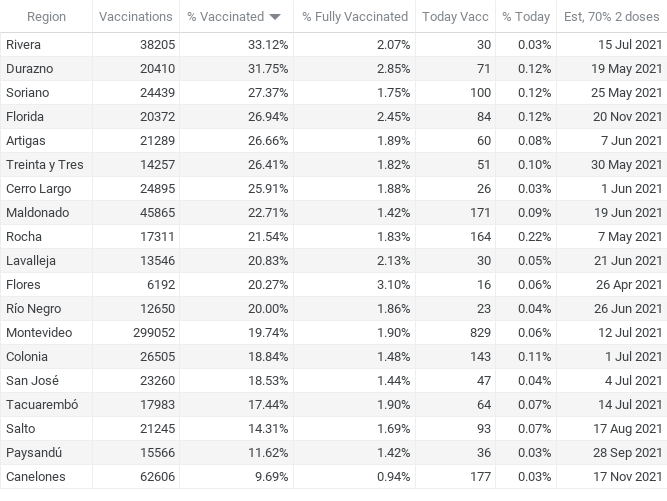 Region Vaccinations % Vaccinated % Fully Vaccinated Today Vacc % Today Est, 70% 2 doses
Rivera 38205 33.12% 2.07% 30 0.03% 15 Jul 2021
Durazno 20410 31.75% 2.85% 71 0.12% 19 May 2021
Soriano 24439 27.37% 1.75% 100 0.12% 25 May 2021
Florida 20372 26.94% 2.45% 84 0.12% 20 Nov 2021
Artigas 21289 26.66% 1.89% 60 0.08% 7 Jun 2021
Treinta y Tres 14257 26.41% 1.82% 51 0.10% 30 May 2021
Cerro Largo 24895 25.91% 1.88% 26 0.03% 1 Jun 2021
Maldonado 45865 22.71% 1.42% 171 0.09% 19 Jun 2021
Rocha 17311 21.54% 1.83% 164 0.22% 7 May 2021
Lavalleja 13546 20.83% 2.13% 30 0.05% 21 Jun 2021
Flores 6192 20.27% 3.10% 16 0.06% 26 Apr 2021
Río Negro 12650 20.00% 1.86% 23 0.04% 26 Jun 2021
Montevideo 299052 19.74% 1.90% 829 0.06% 12 Jul 2021
Colonia 26505 18.84% 1.48% 143 0.11% 1 Jul 2021
San José 23260 18.53% 1.44% 47 0.04% 4 Jul 2021
Tacuarembó 17983 17.44% 1.90% 64 0.07% 14 Jul 2021
Salto 21245 14.31% 1.69% 93 0.07% 17 Aug 2021
Paysandú 15566 11.62% 1.42% 36 0.03% 28 Sep 2021
Canelones 62606 9.69% 0.94% 177 0.03% 17 Nov 2021